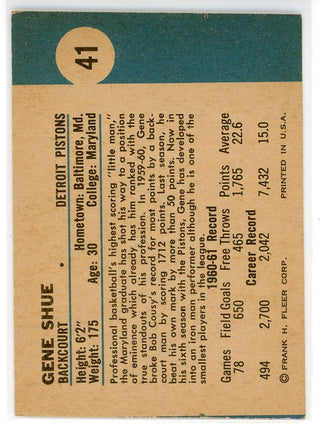 41
GENE SHUE
BACKCOURT • DETROIT PISTONS
Height: 6'2" Hometown: Baltimore, Md.
Weight: 175 Age: 30 College: Maryland
Professional basketball's highest scoring "little man,"
the Maryland graduate has shot his way to a position
of eminence which already has him ranked with the
true standouts of his profession. In 1959-60, Gene
broke Bob Cousy's record for most points by a back-
court man by scoring 1712 points. Last season, he
beat his own mark by more than 50 points. Now in
his sixth season with the Pistons, Gene has developed
into an iron man performer although he is one of the
smallest players in the league.
1960-61 Record
Games Field Goals Free Throws Points Average
78 650 465 1,765 22.6
Career Record
494 2,700 2,042 7,432 15.0
© FRANK H. FLEER CORP. PRINTED IN U.S.A.